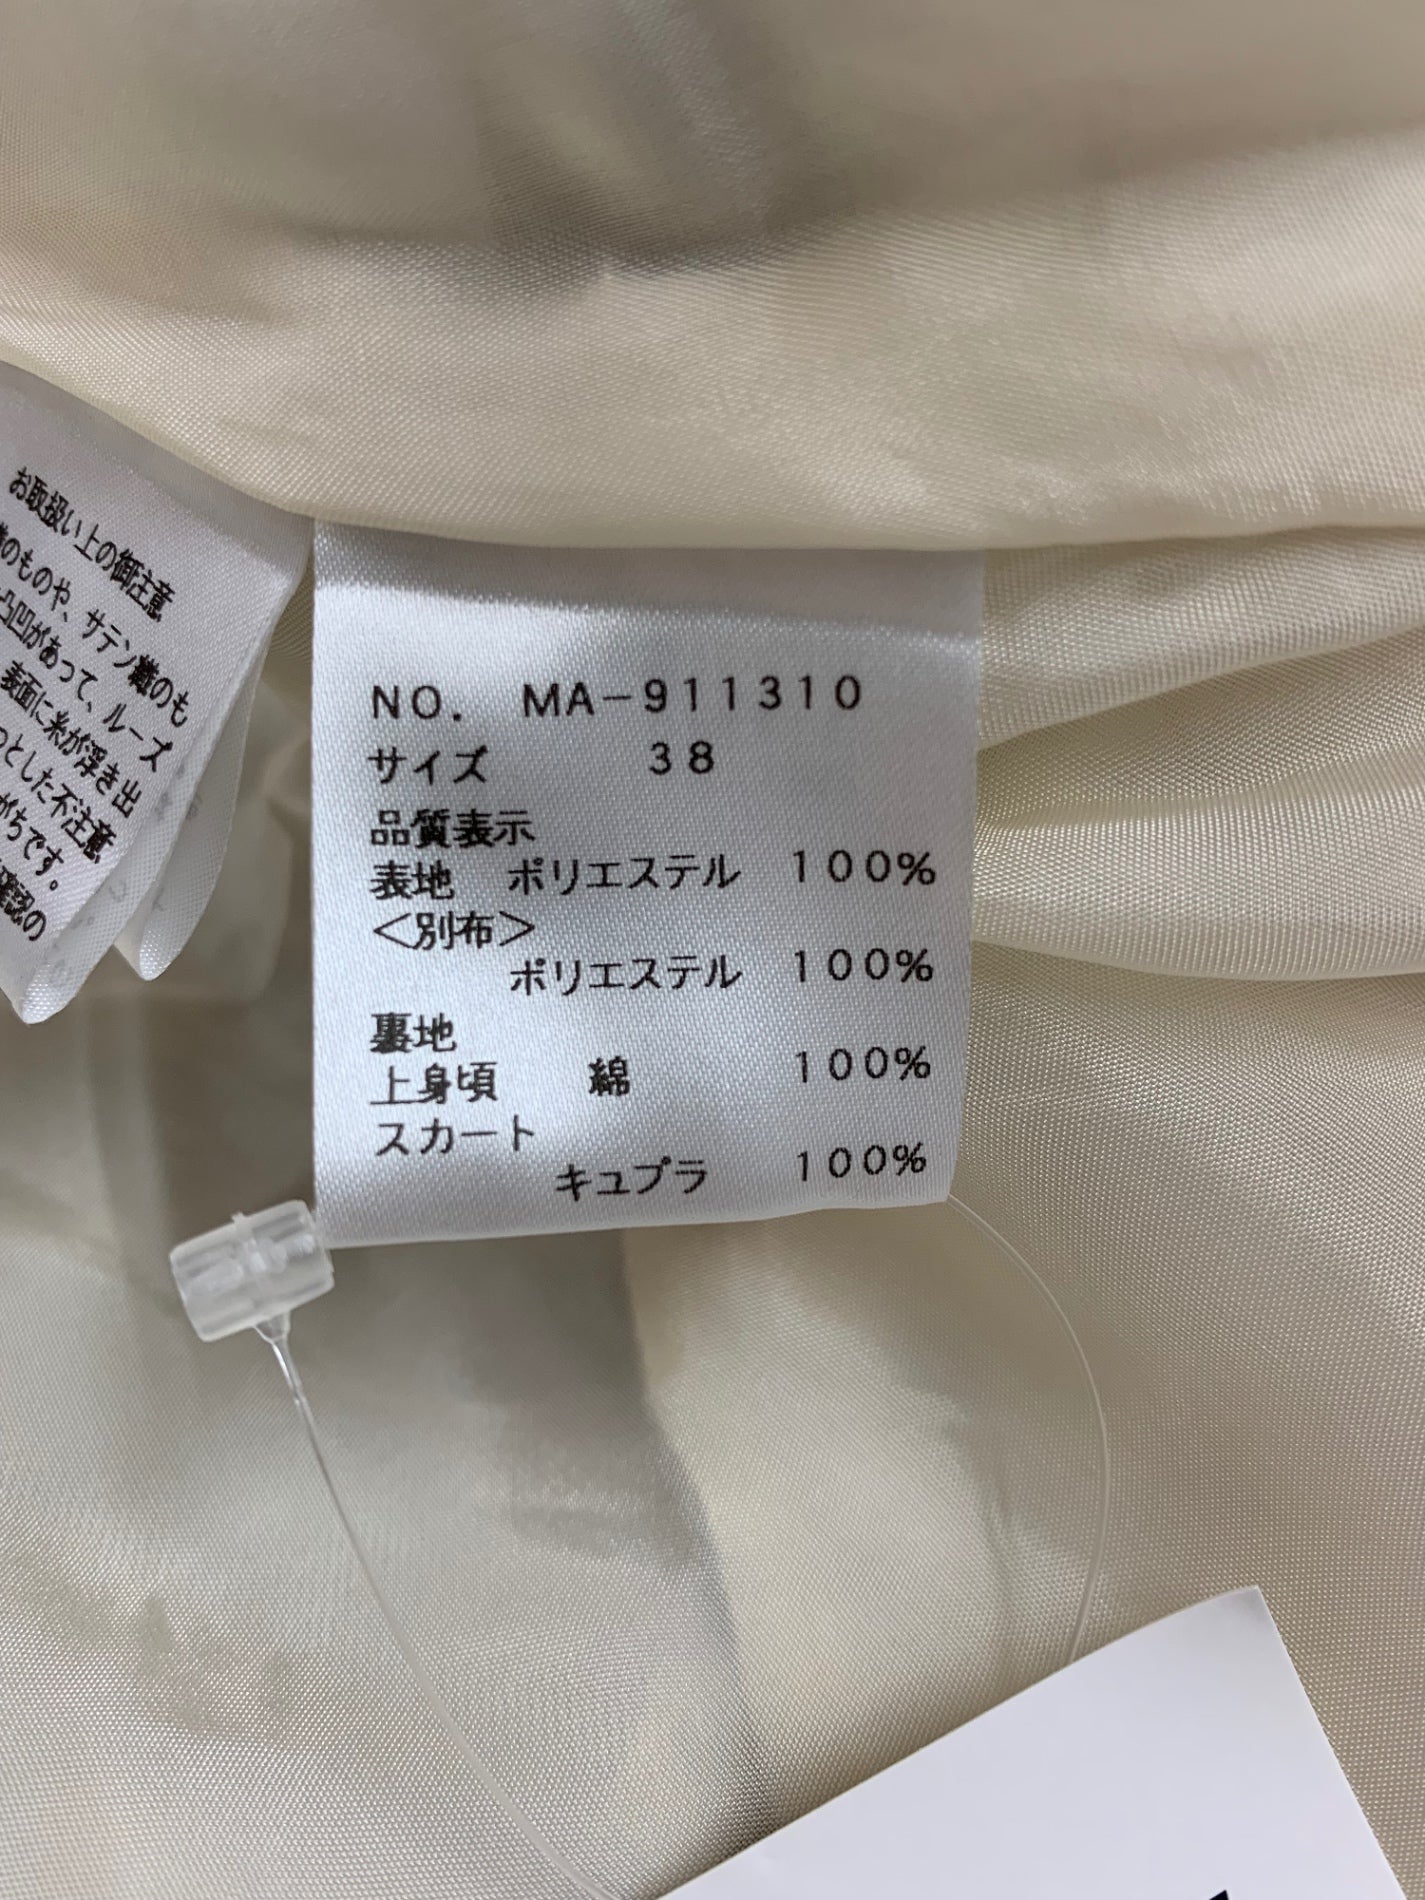 お取扱い上の御注意
のものや、サテン織のも
凸凹があって、ルーズ
表面に糸が浮き出
っとした不注意
がちです。
確認の
NO. MA-911310
サイズ 38
品質表示
表地 ポリエステル 100%
<別布>
ポリエステル 100%
裏地
上身頃 綿 100%
スカート
キュプラ 100%